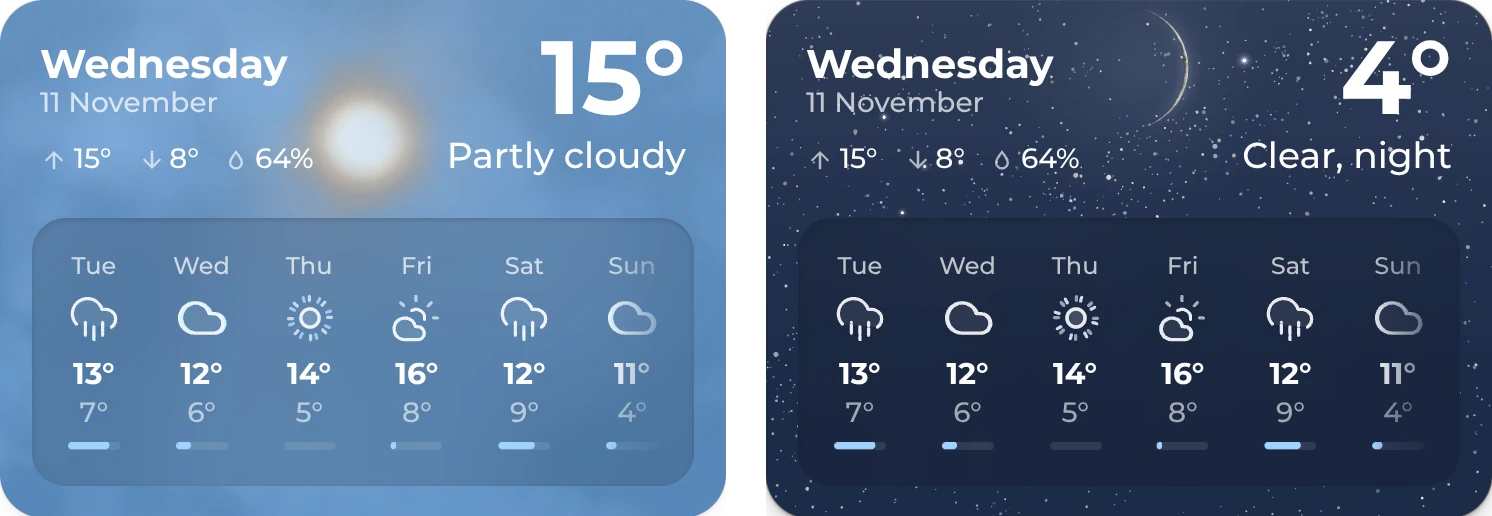 Wednesday
11 November
15° 8° 64%
15°
Partly cloudy
Tue Wed Thu Fri Sat Sun
13° 12° 14° 16° 12° 11°
7° 6° 5° 8° 9° 4°
Wednesday
11 November
15° 8° 64%
4°
Clear, night
Tue Wed Thu Fri Sat Sun
13° 12° 14° 16° 12° 11°
7° 6° 5° 8° 9° 4°